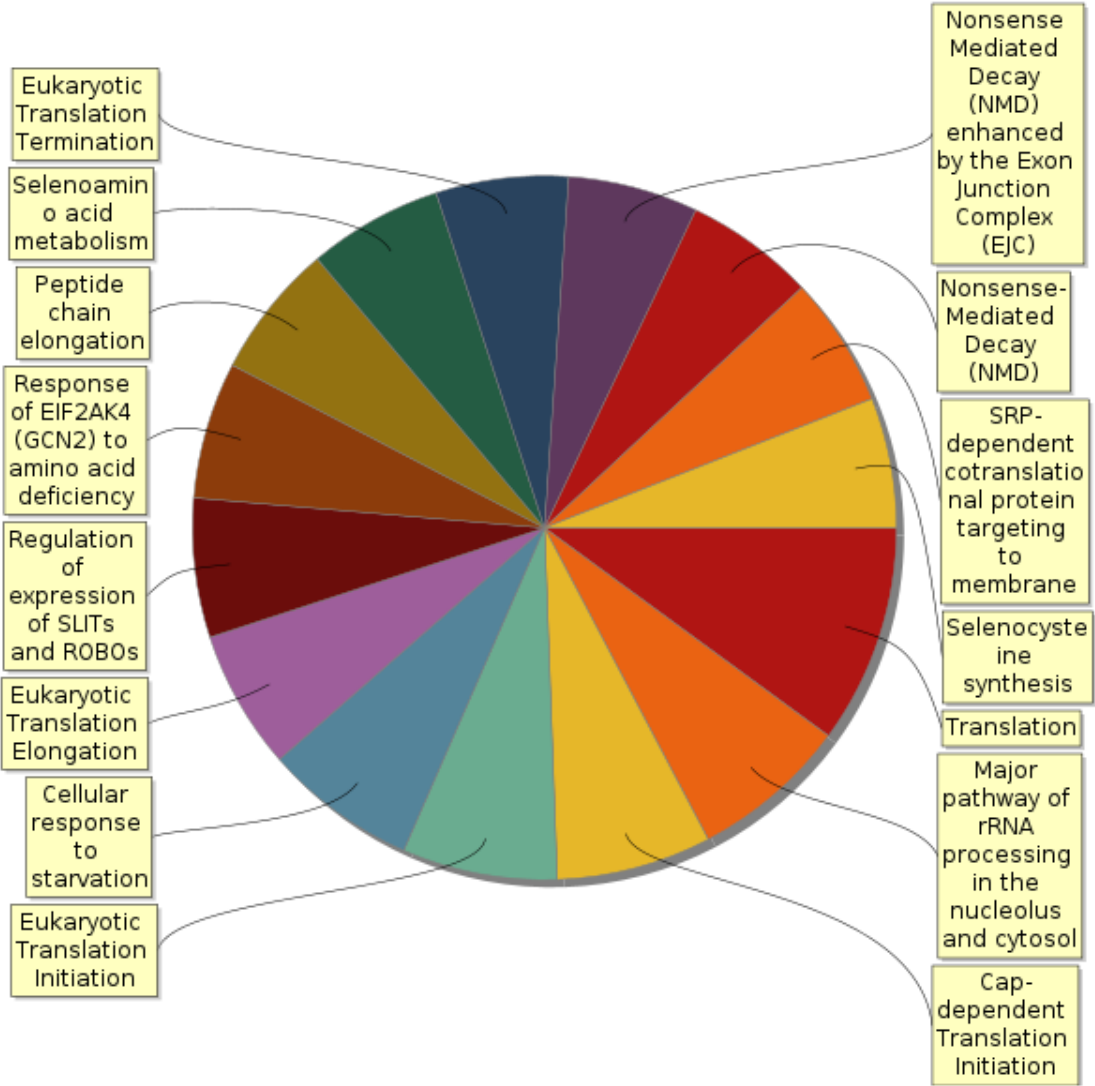 Eukaryotic
Translation
Termination
Selenoamin
o acid
metabolism
Peptide
chain
elongation
Response
of EIF2AK4
(GCN2) to
amino acid
deficiency
Regulation
of
expression
of SLITs
and ROBOs
Eukaryotic
Translation
Elongation
Cellular
response
to
starvation
Eukaryotic
Translation
Initiation
Nonsense
Mediated
Decay
(NMD)
enhanced
by the Exon
Junction
Complex
(EJC)
Nonsense-
Mediated
Decay
(NMD)
SRP-
dependent
cotranslatio
nal protein
targeting
to
membrane
Selenocyste
ine
synthesis
Translation
Major
pathway of
rRNA
processing
in the
nucleolus
and cytosol
Cap-
dependent
Translation
Initiation